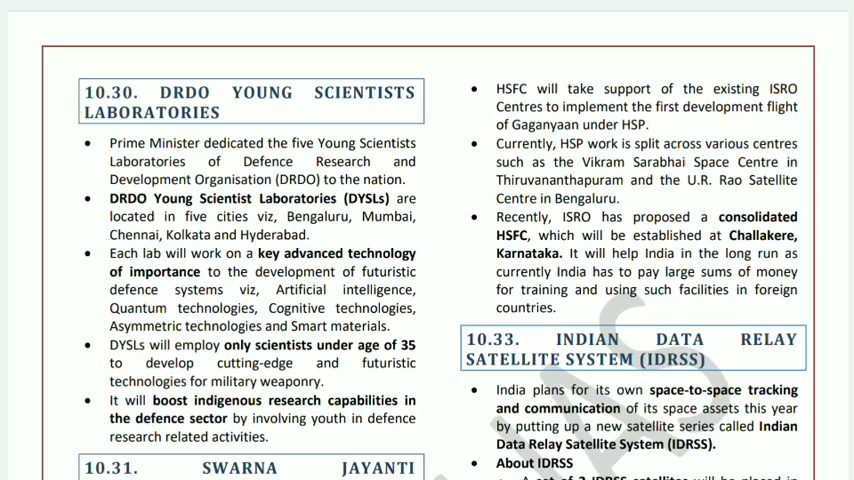 10.30. DRDO YOUNG SCIENTISTS
LABORATORIES
• Prime Minister dedicated the five Young Scientists
Laboratories of Defence Research and
Development Organisation (DRDO) to the nation.
• DRDO Young Scientist Laboratories (DYSLs) are
located in five cities viz, Bengaluru, Mumbai,
Chennai, Kolkata and Hyderabad.
• Each lab will work on a key advanced technology
of importance to the development of futuristic
defence systems viz, Artificial intelligence,
Quantum technologies, Cognitive technologies,
Asymmetric technologies and Smart materials.
• DYSLs will employ only scientists under age of 35
to develop cutting-edge and futuristic
technologies for military weaponry.
• It will boost indigenous research capabilities in
the defence sector by involving youth in defence
research related activities.
10.31. SWARNA JAYANTI
• HSFC will take support of the existing ISRO
Centres to implement the first development flight
of Gaganyaan under HSP.
• Currently, HSP work is split across various centres
such as the Vikram Sarabhai Space Centre in
Thiruvananthapuram and the U.R. Rao Satellite
Centre in Bengaluru.
• Recently, ISRO has proposed a consolidated
HSFC, which will be established at Challakere,
Karnataka. It will help India in the long run as
currently India has to pay large sums of money
for training and using such facilities in foreign
countries.
10.33. INDIAN DATA RELAY
SATELLITE SYSTEM (IDRSS)
• India plans for its own space-to-space tracking
and communication of its space assets this year
by putting up a new satellite series called Indian
Data Relay Satellite System (IDRSS).
• About IDRSS
A set of 3 IDRSS satellites will be placed in
IAS